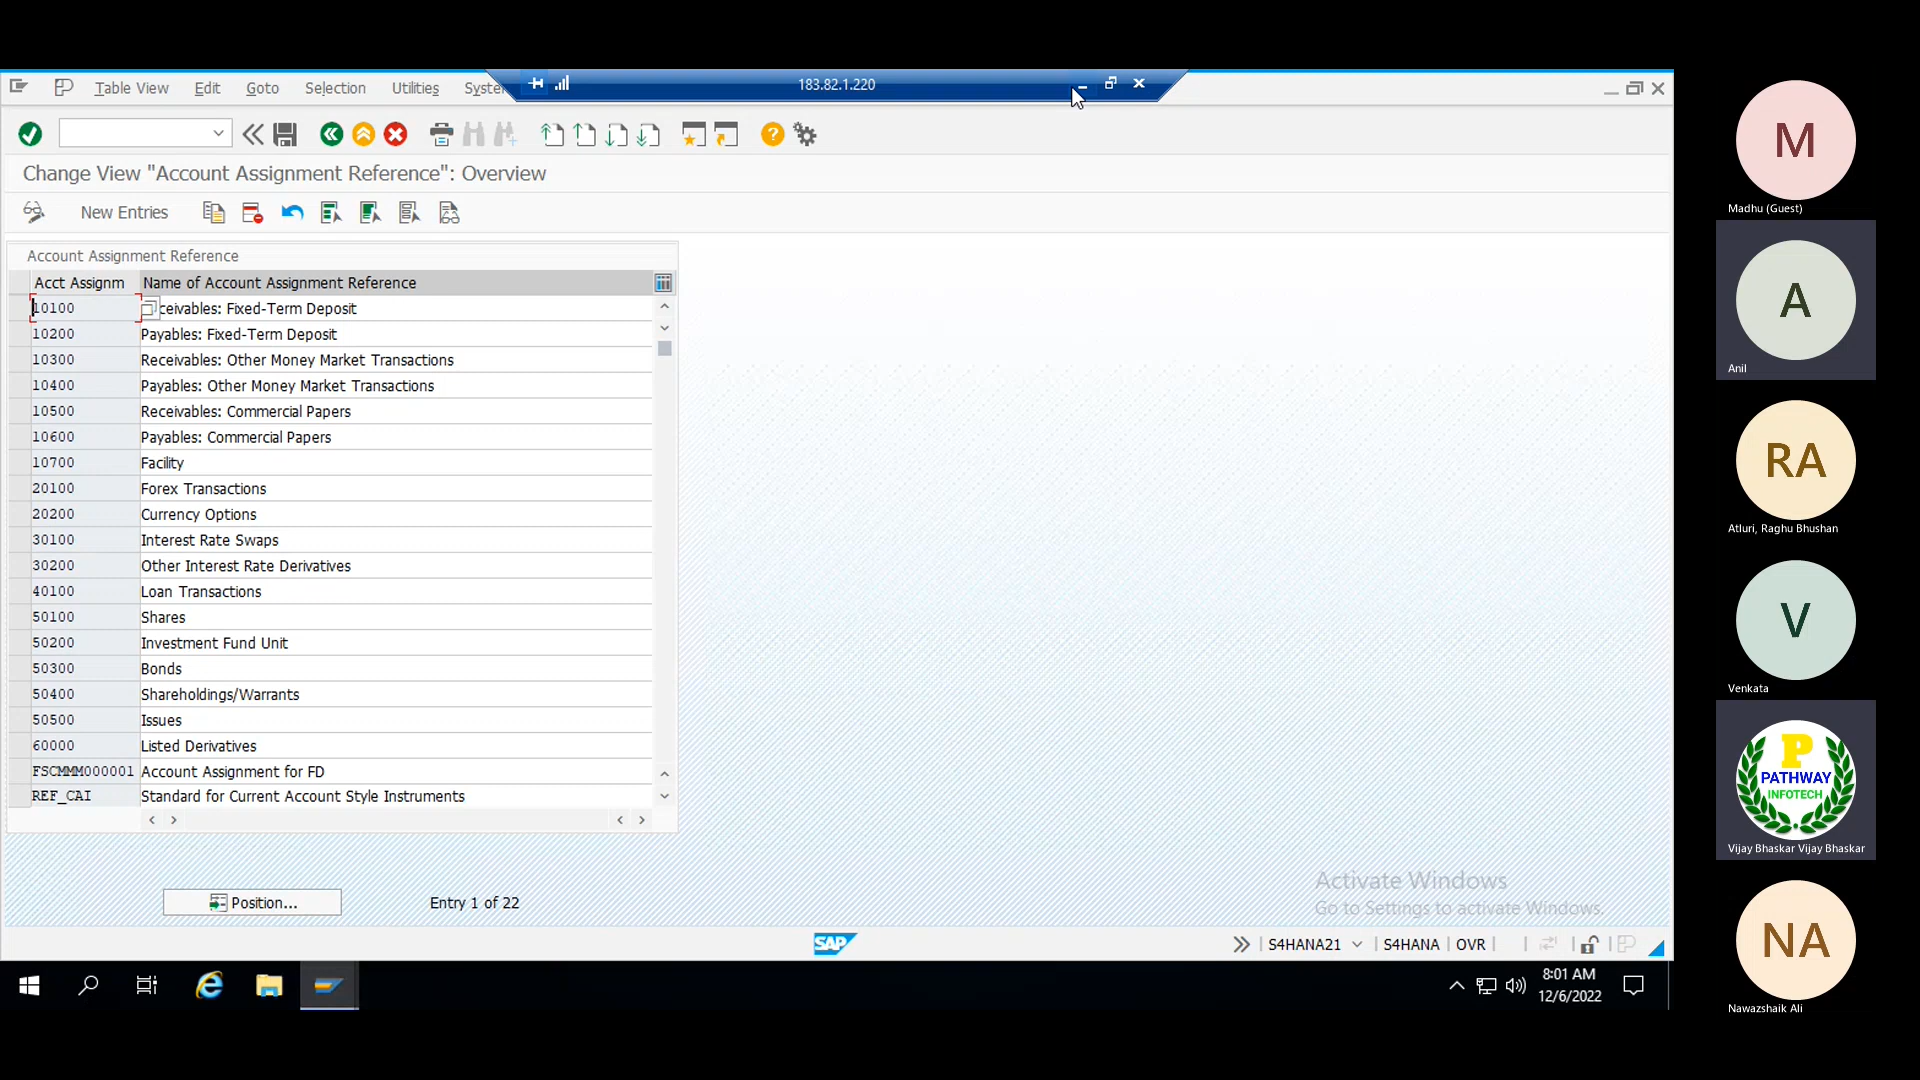 183.82.1.220
Table View Edit Goto Selection Utilities Syste
Change View "Account Assignment Reference": Overview
New Entries
Account Assignment Reference
Acct Assignm Name of Account Assignment Reference
10100 ceivables: Fixed-Term Deposit
10200 Payables: Fixed-Term Deposit
10300 Receivables: Other Money Market Transactions
10400 Payables: Other Money Market Transactions
10500 Receivables: Commercial Papers
10600 Payables: Commercial Papers
10700 Facility
20100 Forex Transactions
20200 Currency Options
30100 Interest Rate Swaps
30200 Other Interest Rate Derivatives
40100 Loan Transactions
50100 Shares
50200 Investment Fund Unit
50300 Bonds
50400 Shareholdings/Warrants
50500 Issues
60000 Listed Derivatives
FSCMMM000001 Account Assignment for FD
REF_CAI Standard for Current Account Style Instruments
Position... Entry 1 of 22
Activate Windows
Go to Settings to activate Windows.
SAP S4HANA21 S4HANA OVR
8:01 AM
12/6/2022
M
Madhu (Guest)
A
Anil
RA
Atluri, Raghu Bhushan
V
Venkata
P
PATHWAY
INFOTECH
Vijay Bhaskar Vijay Bhaskar
NA
Nawazshaik Ali